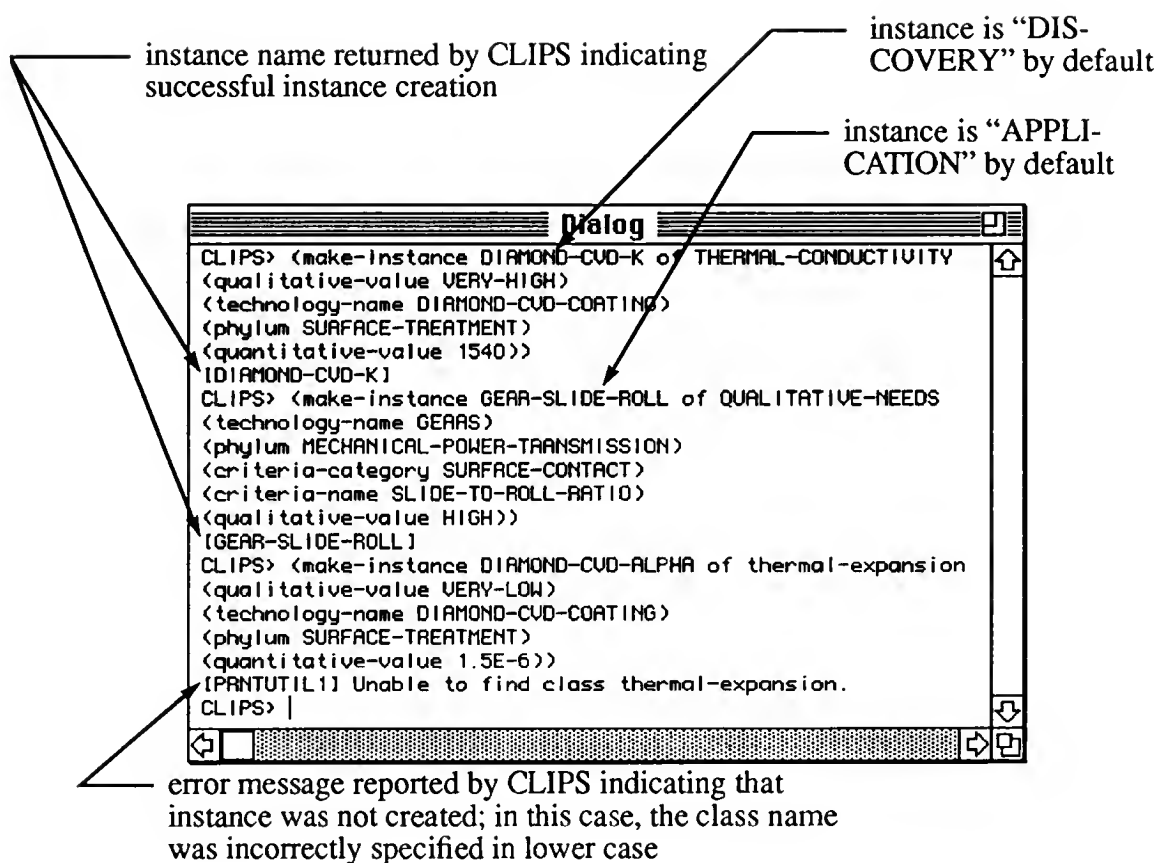 instance is “DIS-
COVERY” by default
instance name returned by CLIPS indicating
successful instance creation
instance is “APPLI-
CATION” by default
Dialog
CLIPS> (make-instance DIAMOND-CVD-K of THERMAL-CONDUCTIVITY
(qualitative-value VERY-HIGH)
(technology-name DIAMOND-CVD-COATING)
(phylum SURFACE-TREATMENT)
(quantitative-value 1540))
[DIAMOND-CVD-K]
CLIPS> (make-instance GEAR-SLIDE-ROLL of QUALITATIVE-NEEDS
(technology-name GEARS)
(phylum MECHANICAL-POWER-TRANSMISSION)
(criteria-category SURFACE-CONTACT)
(criteria-name SLIDE-TO-ROLL-RATIO)
(qualitative-value HIGH))
[GEAR-SLIDE-ROLL]
CLIPS> (make-instance DIAMOND-CVD-ALPHA of thermal-expansion
(qualitative-value VERY-LOW)
(technology-name DIAMOND-CVD-COATING)
(phylum SURFACE-TREATMENT)
(quantitative-value 1.5E-6))
[PRNTUTIL1] Unable to find class thermal-expansion.
CLIPS>
error message reported by CLIPS indicating that
instance was not created; in this case, the class name
was incorrectly specified in lower case